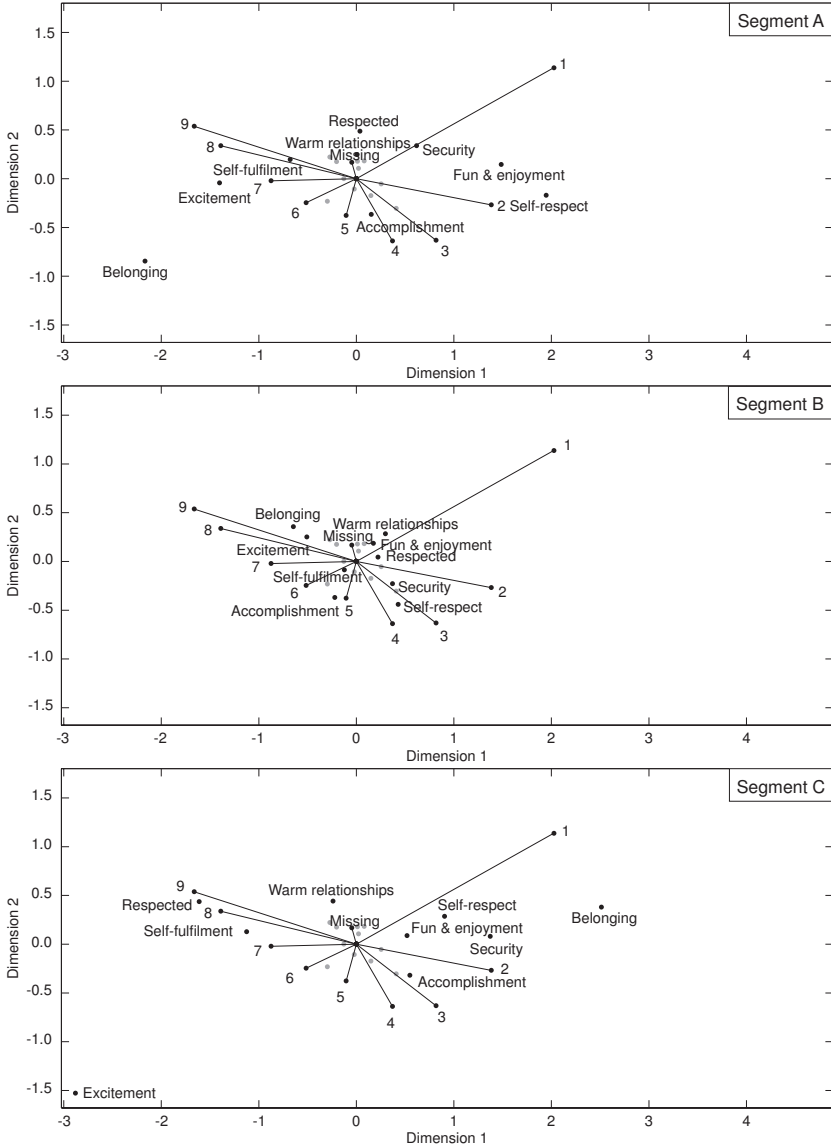 Segment A
1.5
1.0
0.5
0.0
-0.5
-1.0
-1.5
Dimension 2
1
9
Respected
8
Warm relationships
Missing
Security
Self-fulfilment
Fun & enjoyment
7
Excitement
6
2 Self-respect
5
Accomplishment
4
3
Belonging
-3
-2
-1
0
1
2
3
4
Dimension 1
Segment B
1.5
1.0
0.5
0.0
-0.5
-1.0
-1.5
Dimension 2
1
9
Belonging
8
Warm relationships
Missing
Excitement
Fun & enjoyment
Respected
7
Self-fulfilment
6
Security
2
Accomplishment
5
Self-respect
4
3
-3
-2
-1
0
1
2
3
4
Dimension 1
Segment C
1.5
1.0
0.5
0.0
-0.5
-1.0
-1.5
Dimension 2
1
9
Warm relationships
Respected
8
Self-respect
Belonging
Missing
Self-fulfilment
Fun & enjoyment
7
Security
6
2
5
Accomplishment
4
3
Excitement
-3
-2
-1
0
1
2
3
4
Dimension 1